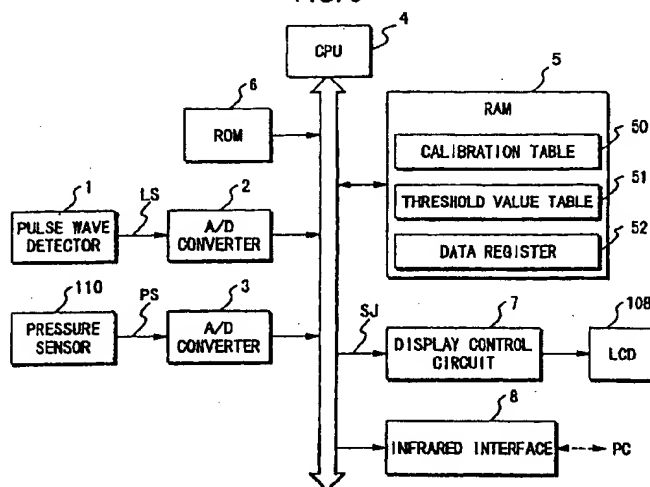 4
CPU
6
ROM
5
RAM
50
CALIBRATION TABLE
51
THRESHOLD VALUE TABLE
52
DATA REGISTER
1
PULSE WAVE
DETECTOR
LS
2
A/D
CONVERTER
110
PRESSURE
SENSOR
PS
3
A/D
CONVERTER
SJ
7
DISPLAY CONTROL
CIRCUIT
108
LCD
8
INFRARED INTERFACE
PC